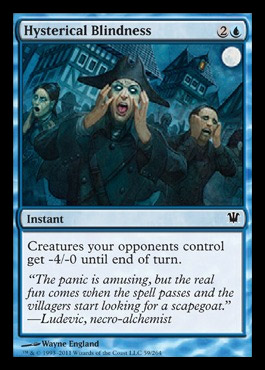 Hysterical Blindness 2
Instant
Creatures your opponents control
get -4/-0 until end of turn.
"The panic is amusing, but the real
fun comes when the spell passes and the
villagers start looking for a scapegoat."
—Ludevic, necro-alchemist
Wayne England
™ & © 1993–2011 Wizards of the Coast LLC 59/264